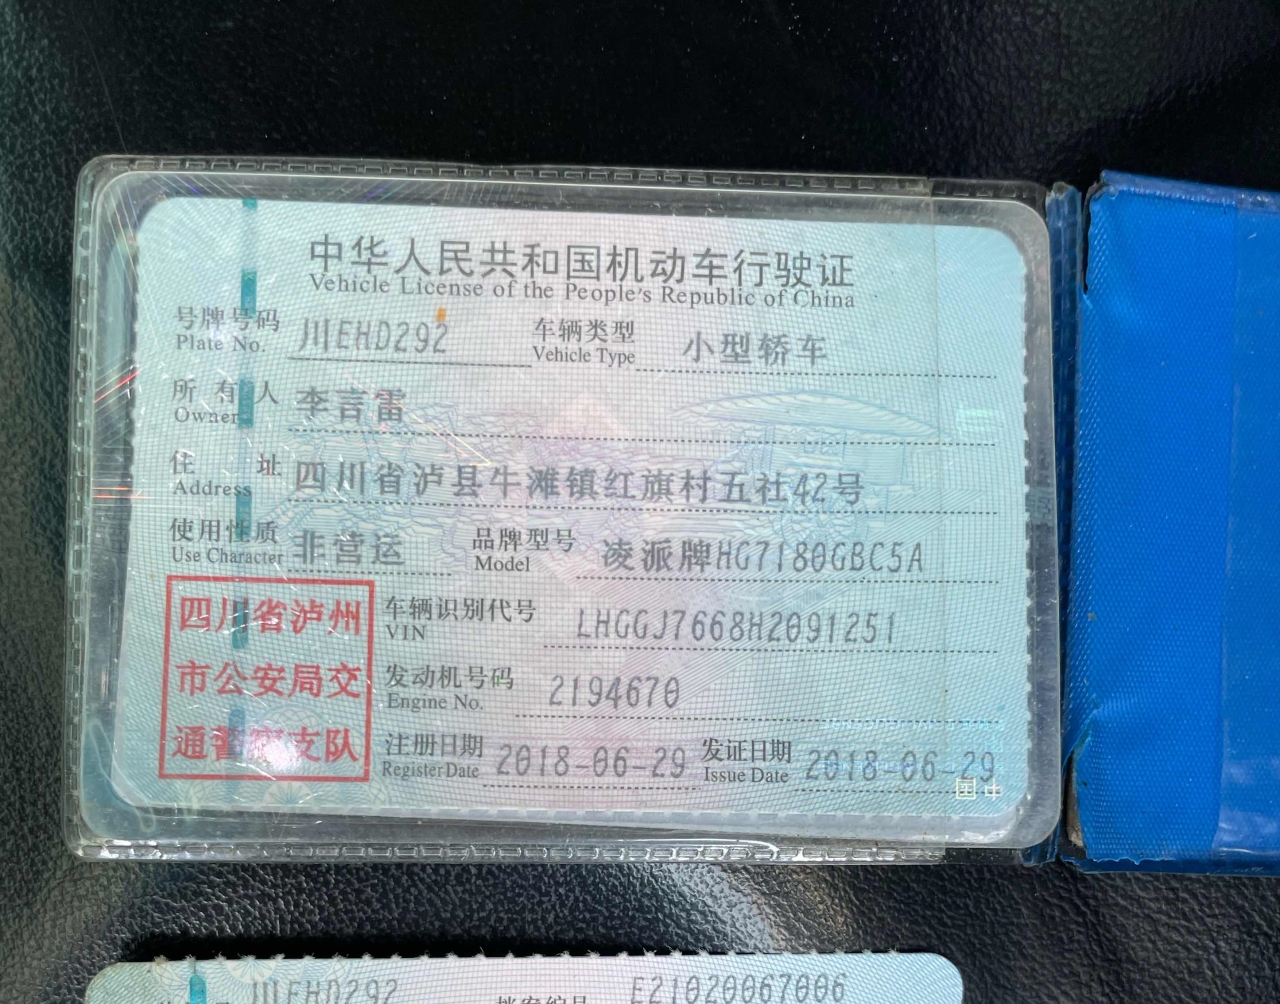 中华人民共和国机动车行驶证
Vehicle License of the People's Republic of China
号牌号码 川EHD292 车辆类型 小型轿车
Plate No. Vehicle Type
所有人 李言雷
Owner
住址 四川省泸县牛滩镇红旗村五社42号
Address
使用性质 非营运 品牌型号 凌派牌HG7180GBC5A
Use Character Model
四川省泸州
市公安局交
通警察支队
车辆识别代号 LHGGJ7668H2091251
VIN
发动机号码 2194670
Engine No.
注册日期 2018-06-29 发证日期 2018-06-29
Register Date Issue Date
中国
川EHD292 档案编号 E21020067006